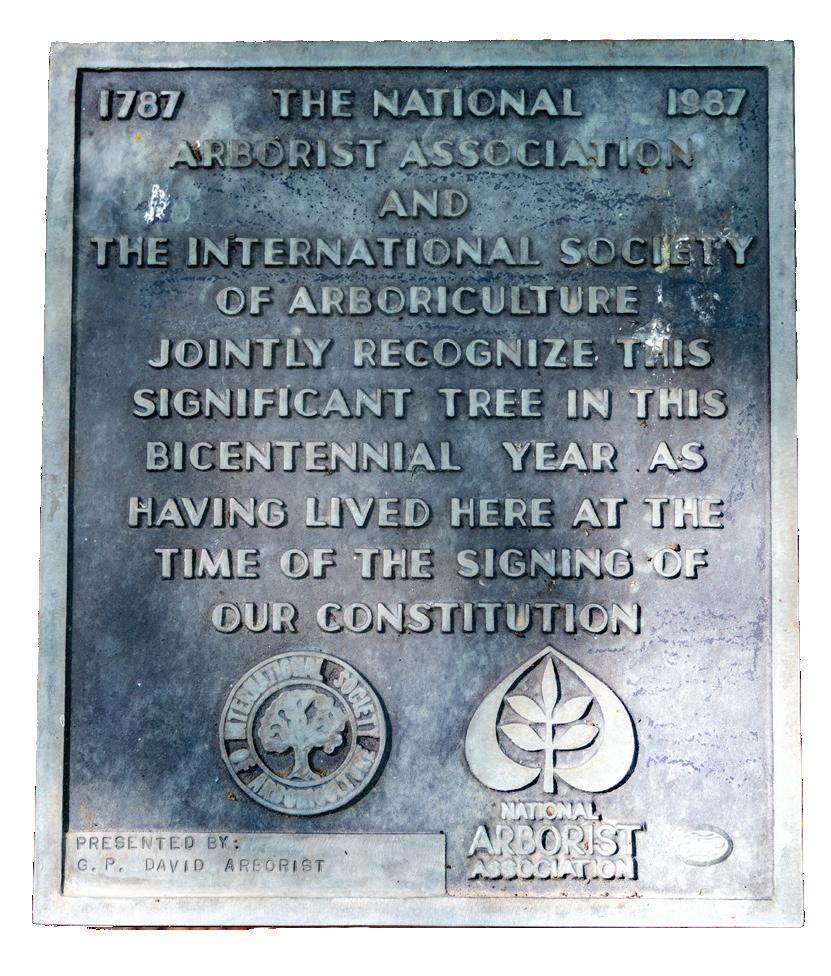 1787 THE NATIONAL 1987
ARBORIST ASSOCIATION
AND
THE INTERNATIONAL SOCIETY
OF ARBORICULTURE
JOINTLY RECOGNIZE THIS
SIGNIFICANT TREE IN THIS
BICENTENNIAL YEAR AS
HAVING LIVED HERE AT THE
TIME OF THE SIGNING OF
OUR CONSTITUTION
INTERNATIONAL SOCIETY OF ARBORICULTURE
NATIONAL
ARBORIST
ASSOCIATION
PRESENTED BY:
G. P. DAVID ARBORIST